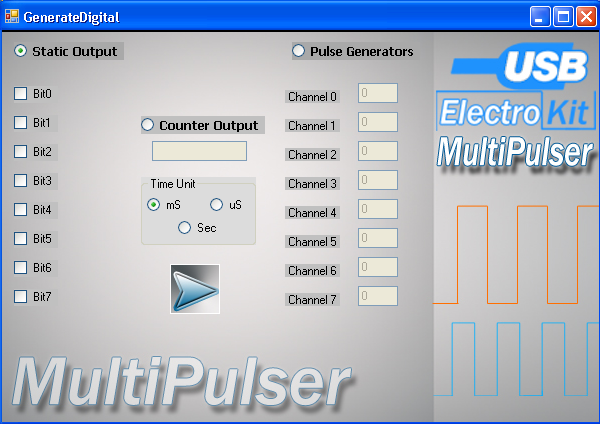 GenerateDigital
Static Output
Bit0
Bit1
Bit2
Bit3
Bit4
Bit5
Bit6
Bit7
Counter Output
Time Unit
mS
uS
Sec
Pulse Generators
Channel 0
0
Channel 1
0
Channel 2
0
Channel 3
0
Channel 4
0
Channel 5
0
Channel 6
0
Channel 7
0
USB
Electro Kit
MultiPulser
MultiPulser